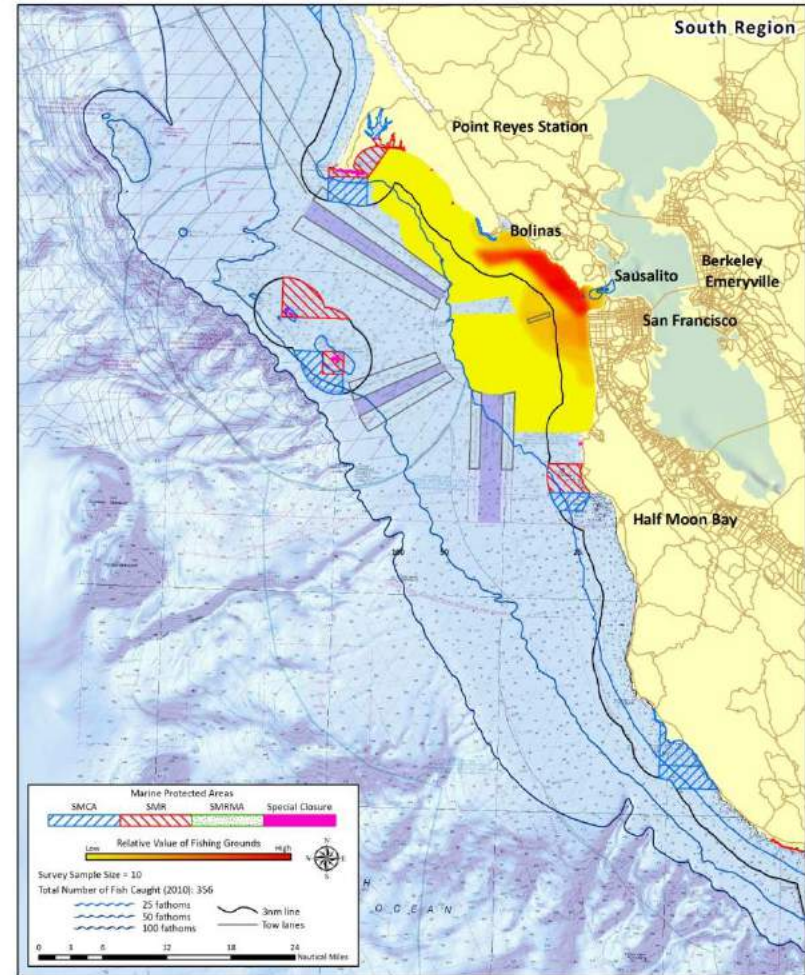 South Region
Point Reyes Station
Bolinas
Berkeley
Sausalito
Emeryville
San Francisco
Half Moon Bay
100
50
25
Marine Protected Areas
SMCA
SMR
SMRMA
Special Closure
Low
Relative Value of Fishing Grounds
High
N
W
E
S
Survey Sample Size = 10
Total Number of Fish Caught (2010): 356
25 fathoms
50 fathoms
100 fathoms
3nm line
Tow lanes
0 3 6 12 18 24
Nautical Miles
H
OCEAN